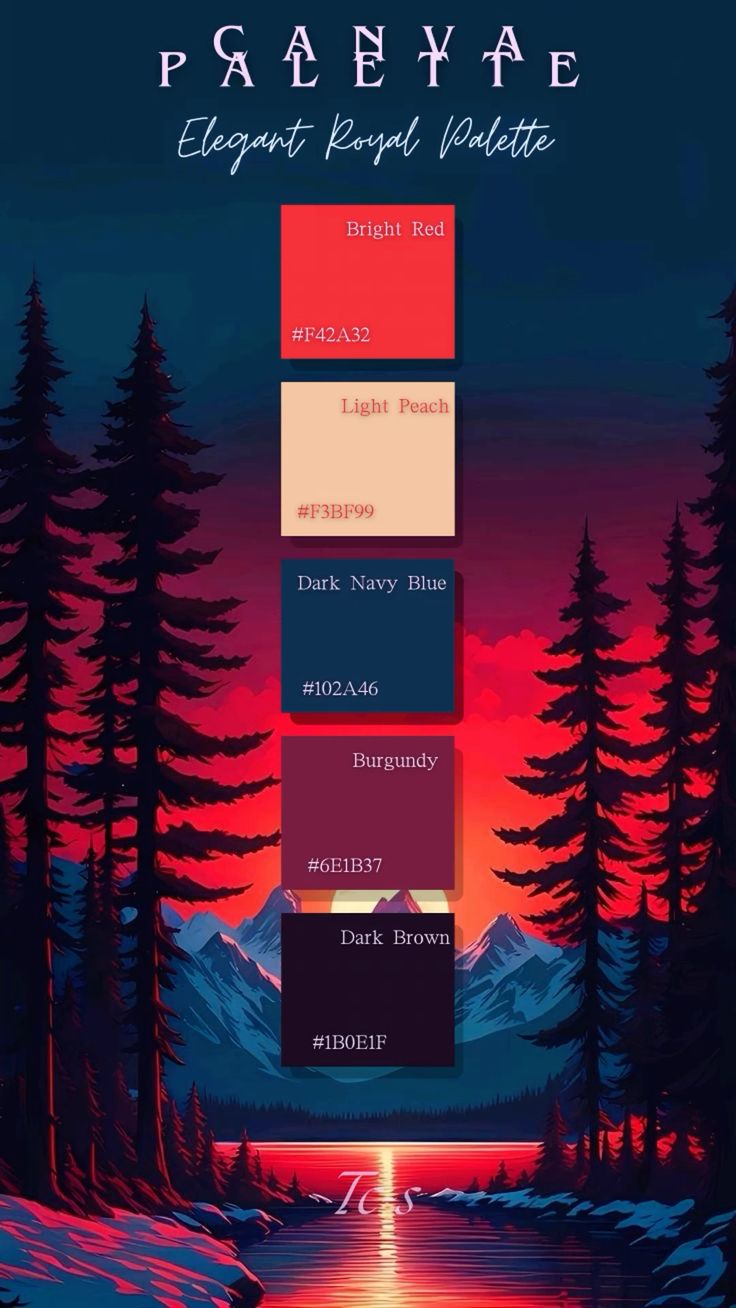 CANVA
PALETTE
Elegant Royal Palette
Bright Red
#F42A32
Light Peach
#F3BF99
Dark Navy Blue
#102A46
Burgundy
#6E1B37
Dark Brown
#1B0E1F
Tcs